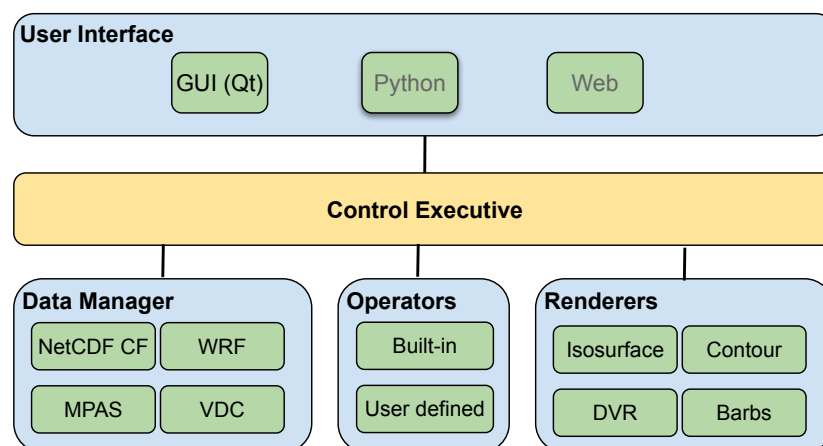 User Interface
GUI (Qt)
Python
Web
Control Executive
Data Manager
NetCDF CF
WRF
MPAS
VDC
Operators
Built-in
User defined
Renderers
Isosurface
Contour
DVR
Barbs